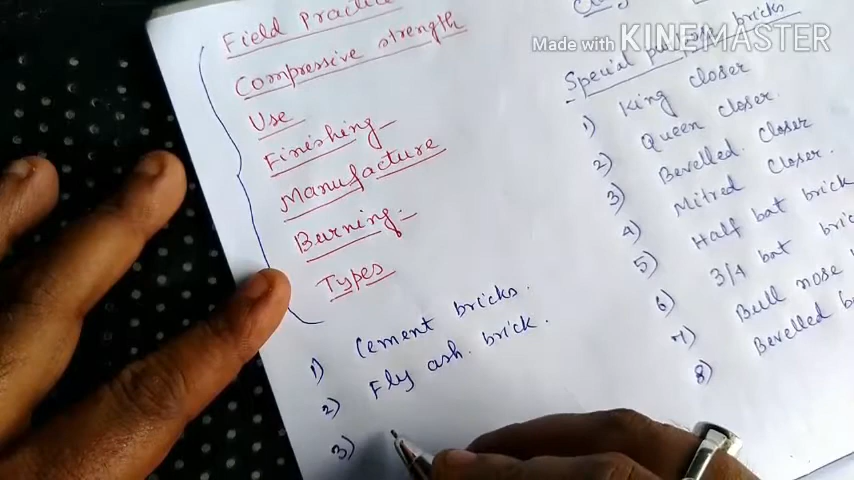 Field Practice
Compressive strength
Use
Finishing
Manufacture
Burning
Types
1) Cement bricks.
2) Fly ash brick.
3)
Made with KINEMASTER
Special bricks
1) King closer
2) Queen closer.
3) Bevelled closer
4) Mitred closer.
5) Half bat brick
6) 3/4 bat
7) Bull nose
8) Bevelled